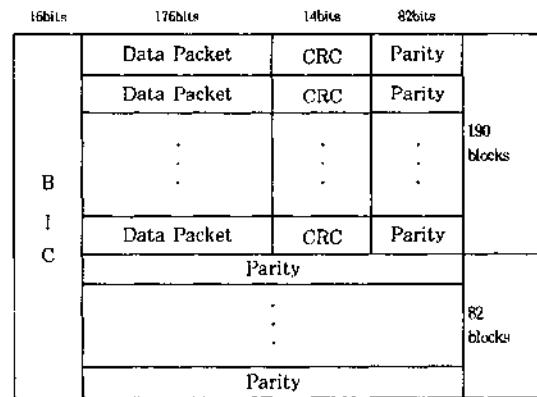 16bits 176bits 14bits 82bits
Data Packet CRC Parity
Data Packet CRC Parity
190
blocks
B
I
C
Data Packet CRC Parity
Parity
82
blocks
Parity